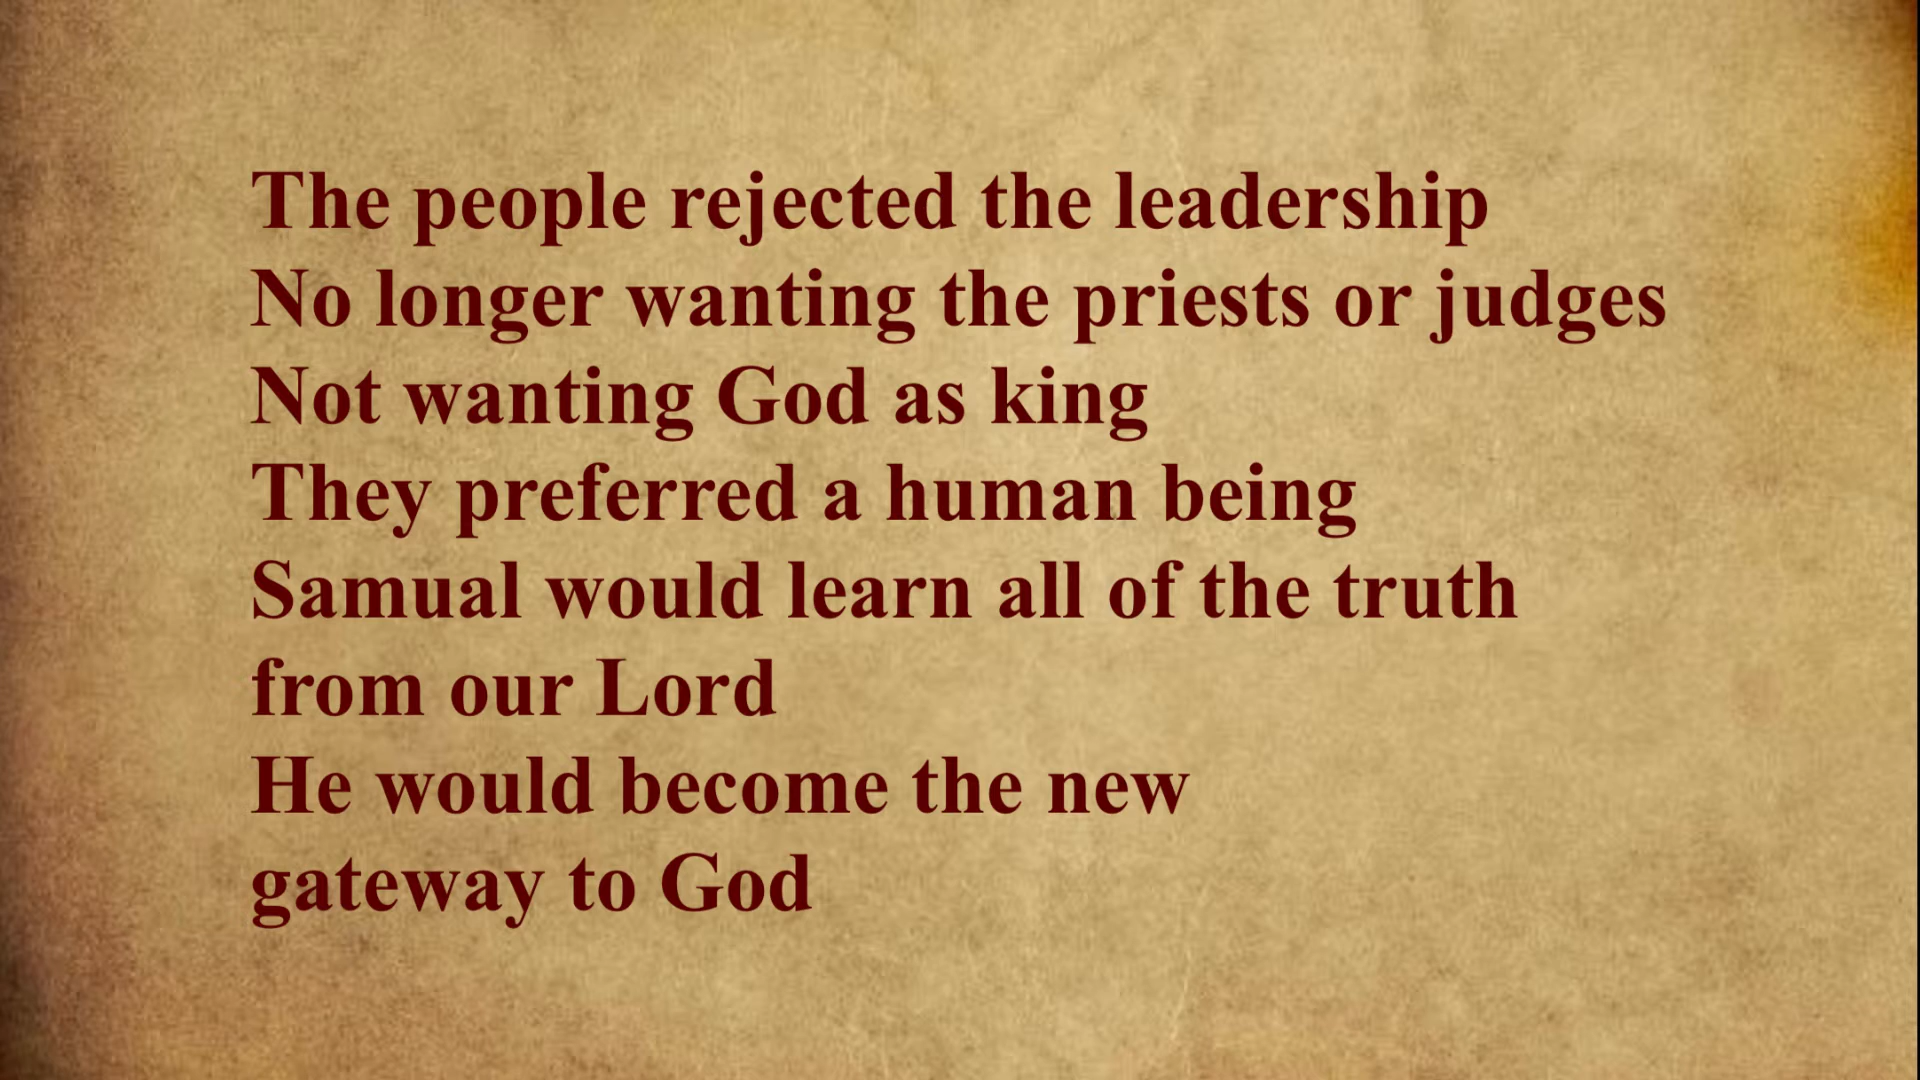 The people rejected the leadership
No longer wanting the priests or judges
Not wanting God as king
They preferred a human being
Samual would learn all of the truth
from our Lord
He would become the new
gateway to God